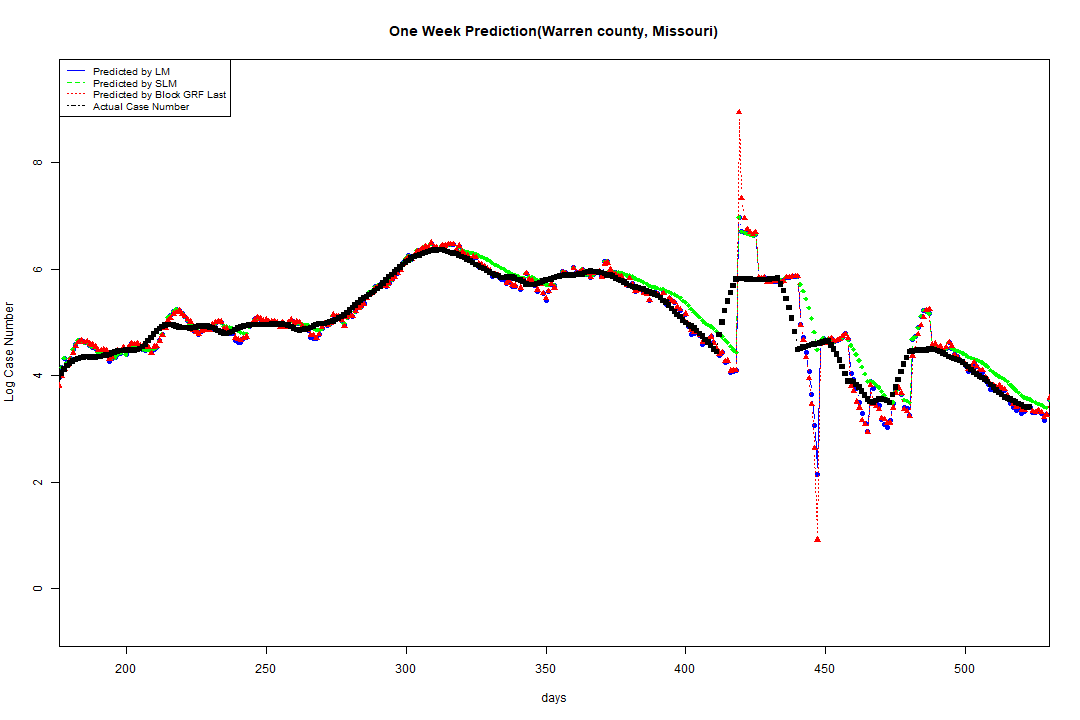 One Week Prediction(Warren county, Missouri)
Predicted by LM
Predicted by SLM
Predicted by Block GRF Last
Actual Case Number
Log Case Number
8
6
4
2
0
200 250 300 350 400 450 500
days